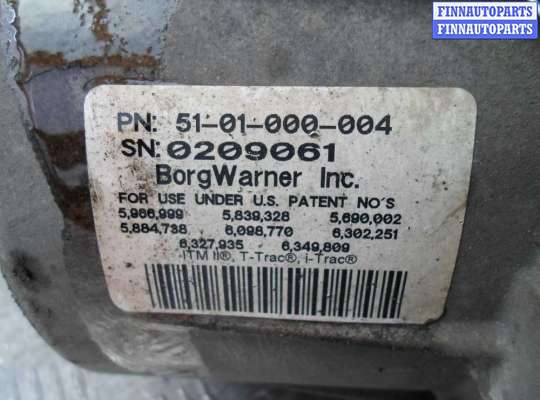 FINNAUTOPARTS
FINNAUTOPARTS
PN: 51-01-000-004
SN: 0209061
BorgWarner Inc.
FOR USE UNDER U.S. PATENT NO'S
5,966,999 5,839,328 5,690,002
5,884,738 6,098,770 6,302,251
6,327,935 6,349,809
ITM II®, T-Trac®, i-Trac®